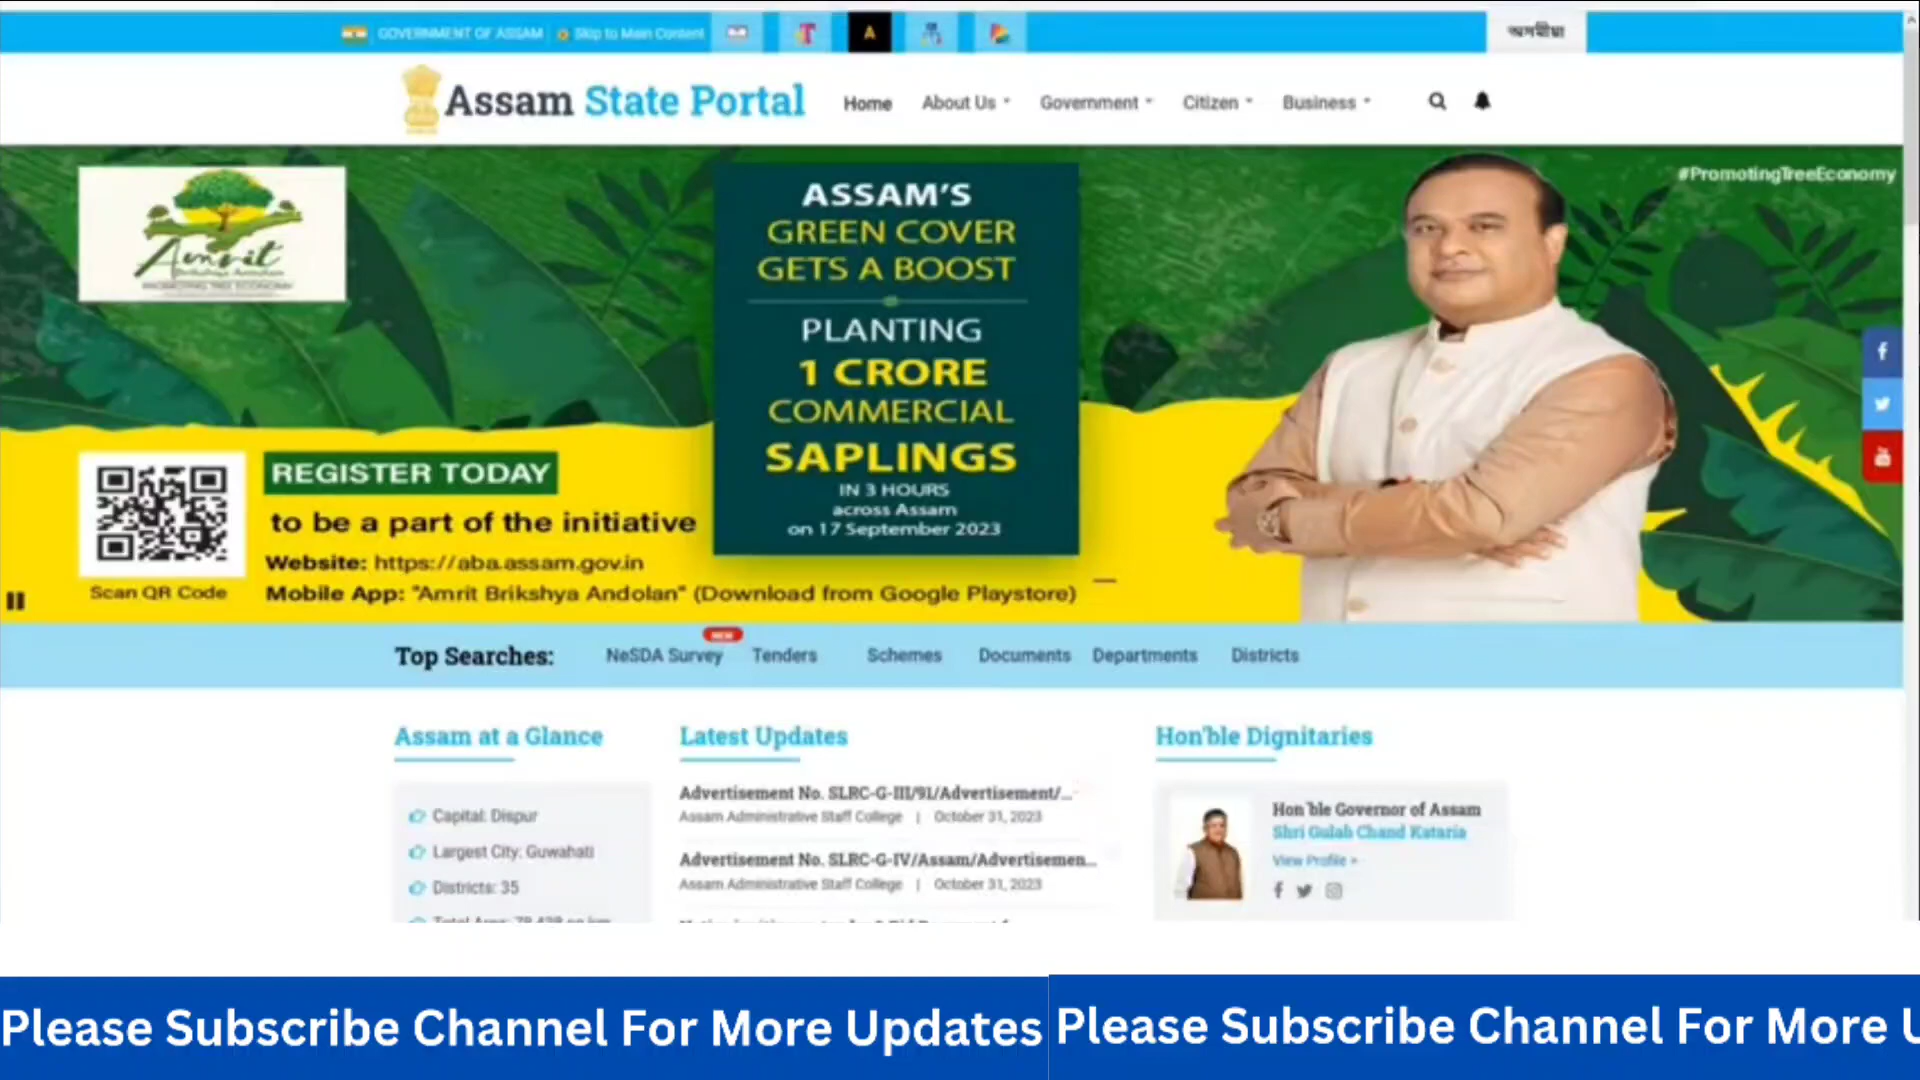 GOVERNMENT OF ASSAM
Skip to Main Content
T
A
অসমীয়া
Assam State Portal
Home
About Us
Government
Citizen
Business
#PromotingTreeEconomy
Amrit
Brikshya Andolan
PROMOTING TREE ECONOMY
ASSAM'S
GREEN COVER
GETS A BOOST
PLANTING
1 CRORE
COMMERCIAL
SAPLINGS
IN 3 HOURS
across Assam
on 17 September 2023
REGISTER TODAY
to be a part of the initiative
Website: https://aba.assam.gov.in
Mobile App: "Amrit Brikshya Andolan" (Download from Google Playstore)
Scan QR Code
Top Searches:
NeSDA Survey
NEW
Tenders
Schemes
Documents
Departments
Districts
Assam at a Glance
Capital: Dispur
Largest City: Guwahati
Districts: 35
Latest Updates
Advertisement No. SLRC-G-III/91/Advertisement/...
Assam Administrative Staff College | October 31, 2023
Advertisement No. SLRC-G-IV/Assam/Advertisemen...
Assam Administrative Staff College | October 31, 2023
Hon'ble Dignitaries
Hon'ble Governor of Assam
Shri Gulab Chand Kataria
View Profile
Please Subscribe Channel For More Updates
Please Subscribe Channel For More U